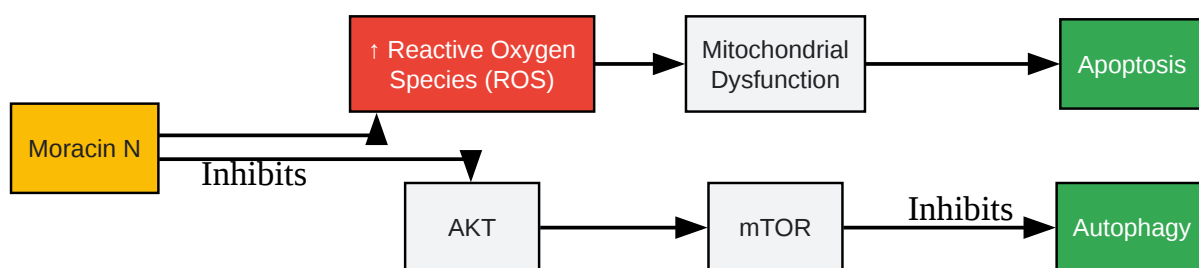 ↑ Reactive Oxygen
Species (ROS)
Mitochondrial
Dysfunction
Apoptosis
Moracin N
Inhibits
AKT
mTOR
Inhibits
Autophagy